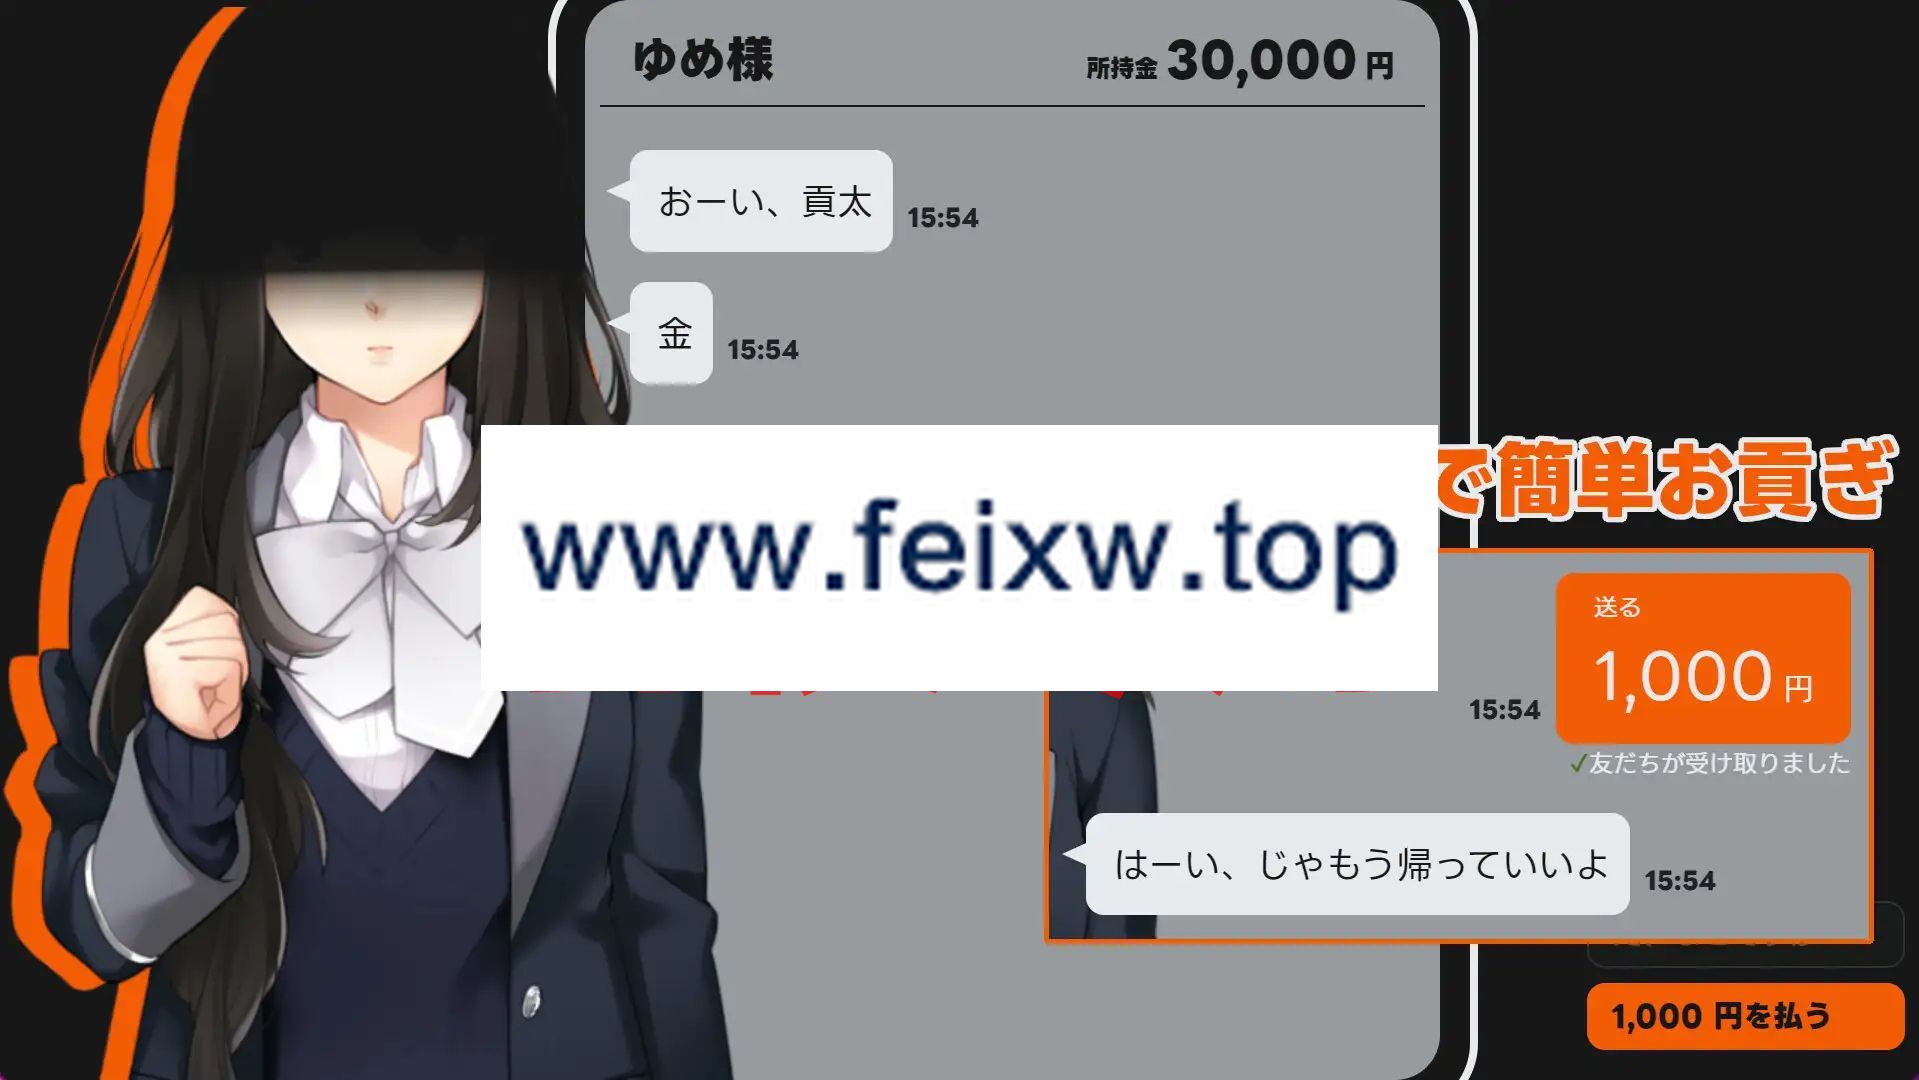 ゆめ様
所持金 30,000 円
おーい、貢太
15:54
金
15:54
で簡単お貢ぎ
www.feixw.top
送る
1,000 円
15:54
✓友だちが受け取りました
はーい、じゃもう帰っていいよ
15:54
1,000 円を払う